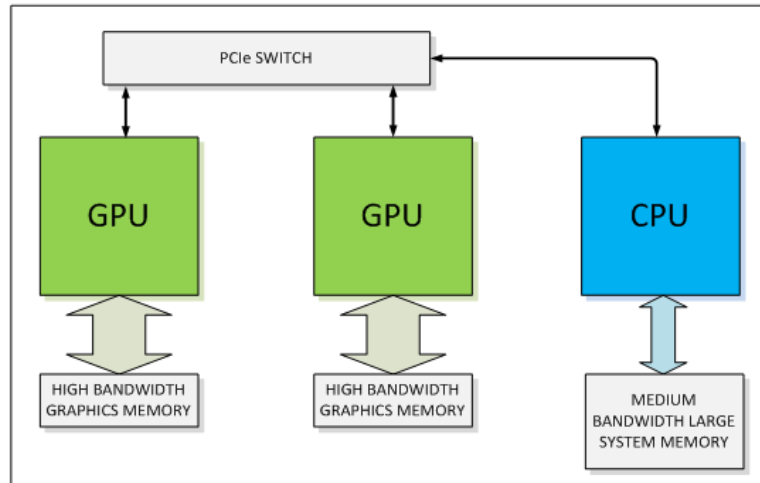 PCIe SWITCH
GPU
GPU
CPU
HIGH BANDWIDTH
GRAPHICS MEMORY
HIGH BANDWIDTH
GRAPHICS MEMORY
MEDIUM
BANDWIDTH LARGE
SYSTEM MEMORY